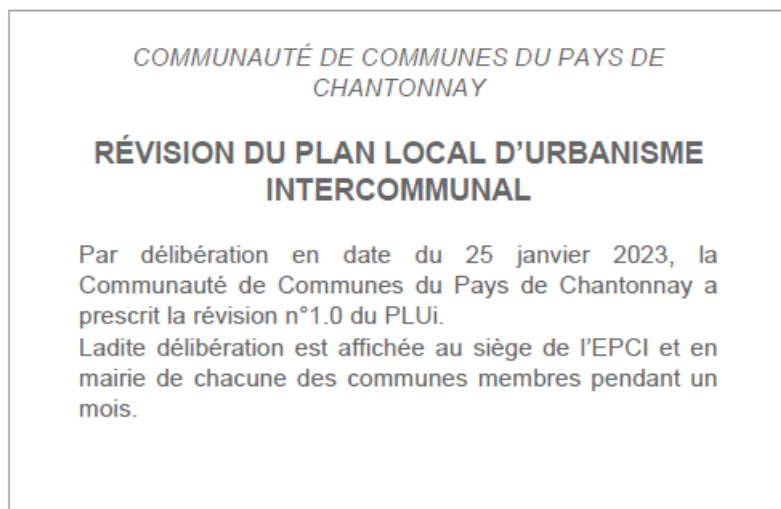 COMMUNAUTÉ DE COMMUNES DU PAYS DE
CHANTONNAY
RÉVISION DU PLAN LOCAL D'URBANISME
INTERCOMMUNAL
Par délibération en date du 25 janvier 2023, la
Communauté de Communes du Pays de Chantonnay a
prescrit la révision n°1.0 du PLUi.
Ladite délibération est affichée au siège de l'EPCI et en
mairie de chacune des communes membres pendant un
mois.